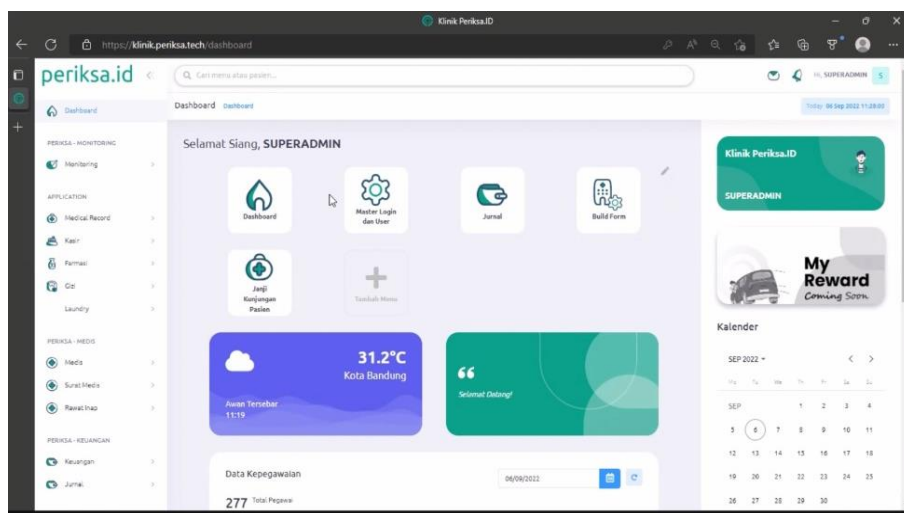 Klinik Periksa.ID
https://klinik.periksa.tech/dashboard
periksa.id
Cari menu atau pasien...
Hi, SUPERADMIN
S
Dashboard
Dashboard Dashboard
Today 06 Sep 2022 11:28:03
PERIKSA - MONITORING
Monitoring
APPLICATION
Medical Record
Kasir
Farmasi
Gizi
Laundry
PERIKSA - MEDIS
Medis
Surat Medis
Rawat Inap
PERIKSA - KEUANGAN
Keuangan
Jurnal
Selamat Siang, SUPERADMIN
Dashboard
Master Login
dan User
Jurnal
Build Form
Janji
Kunjungan
Pasien
Tambah Menu
31.2°C
Kota Bandung
Awan Tersebar
11:19
Selamat Datang!
Data Kepegawaian
06/09/2022
277 Total Pegawai
Klinik Periksa.ID
SUPERADMIN
My
Reward
Coming Soon
Kalender
SEP 2022
SEP 1 2 3 4
5 6 7 8 9 10 11
12 13 14 15 16 17 18
19 20 21 22 23 24 25
26 27 28 29 30